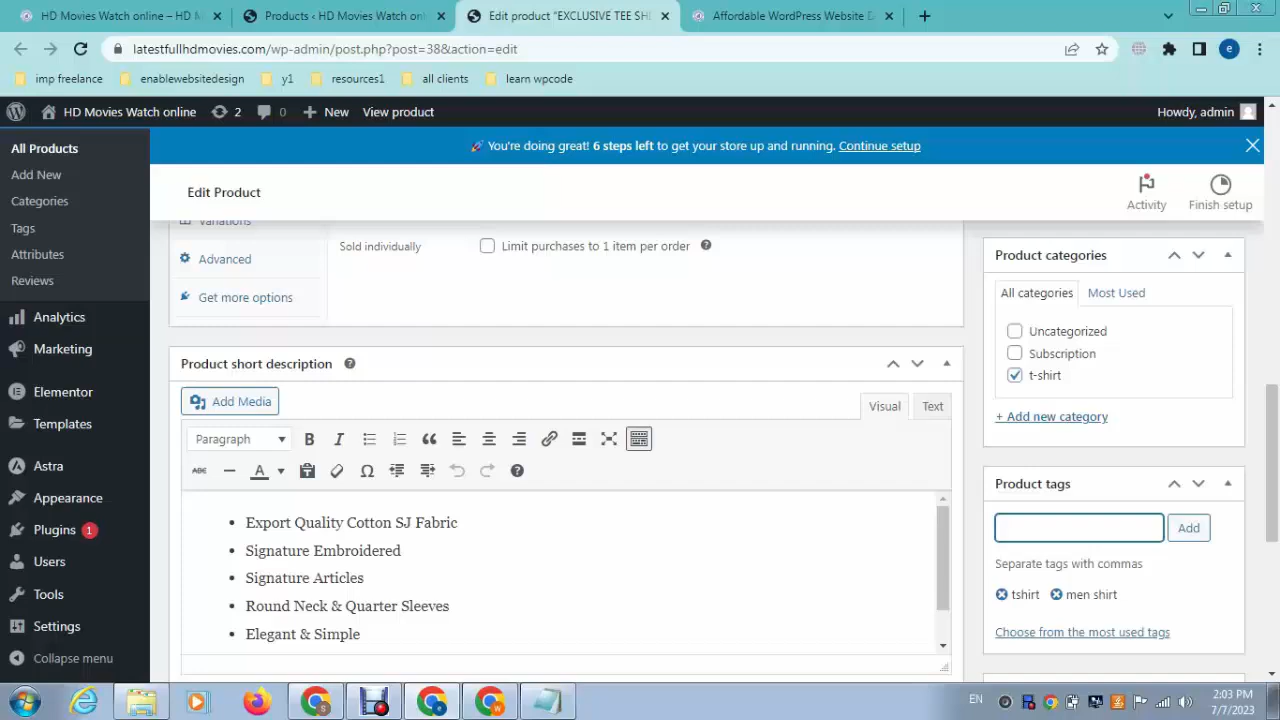 HD Movies Watch online – HD M
Products ‹ HD Movies Watch on
Edit product "EXCLUSIVE TEE SHI
Affordable WordPress Website D
latestfullhdmovies.com/wp-admin/post.php?post=38&action=edit
e
imp freelance
enablewebsitedesign
y1
resources1
all clients
learn wpcode
HD Movies Watch online
2
0
New
View product
Howdy, admin
All Products
Add New
Categories
Tags
Attributes
Reviews
Analytics
Marketing
Elementor
Templates
Astra
Appearance
Plugins 1
Users
Tools
Settings
Collapse menu
🚀 You're doing great! 6 steps left to get your store up and running. Continue setup
Edit Product
Activity
Finish setup
Variations
Advanced
Get more options
Sold individually
Limit purchases to 1 item per order
Product short description
Add Media
Visual
Text
Paragraph
Export Quality Cotton SJ Fabric
Signature Embroidered
Signature Articles
Round Neck & Quarter Sleeves
Elegant & Simple
Product categories
All categories
Most Used
Uncategorized
Subscription
t-shirt
+ Add new category
Product tags
Add
Separate tags with commas
tshirt
men shirt
Choose from the most used tags
EN
2:03 PM
7/7/2023